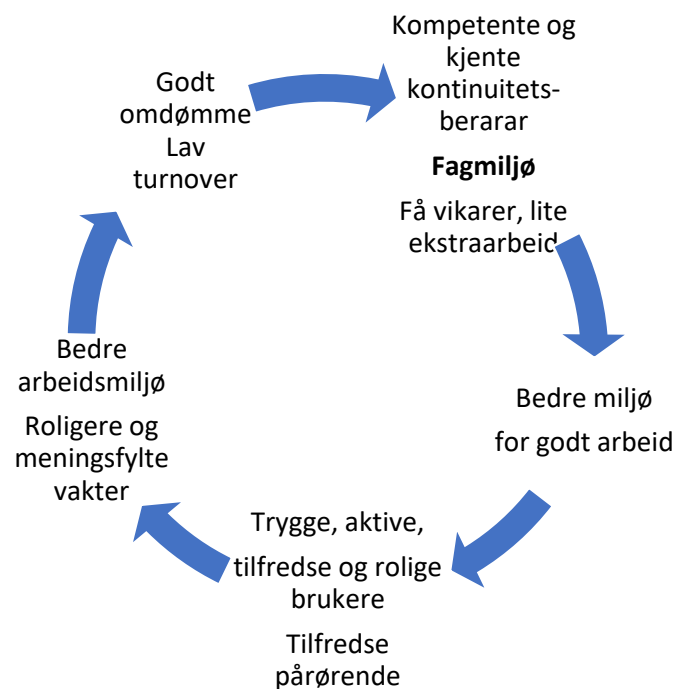 Kompetente og
kjente
kontinuitets-
berarar
Fagmiljø
Få vikarer, lite
ekstraarbeid
Bedre miljø
for godt arbeid
Trygge, aktive,
tilfredse og rolige
brukere
Tilfredse
pårørende
Bedre
arbeidsmiljø
Roligere og
meningsfylte
vakter
Godt
omdømme
Lav
turnover